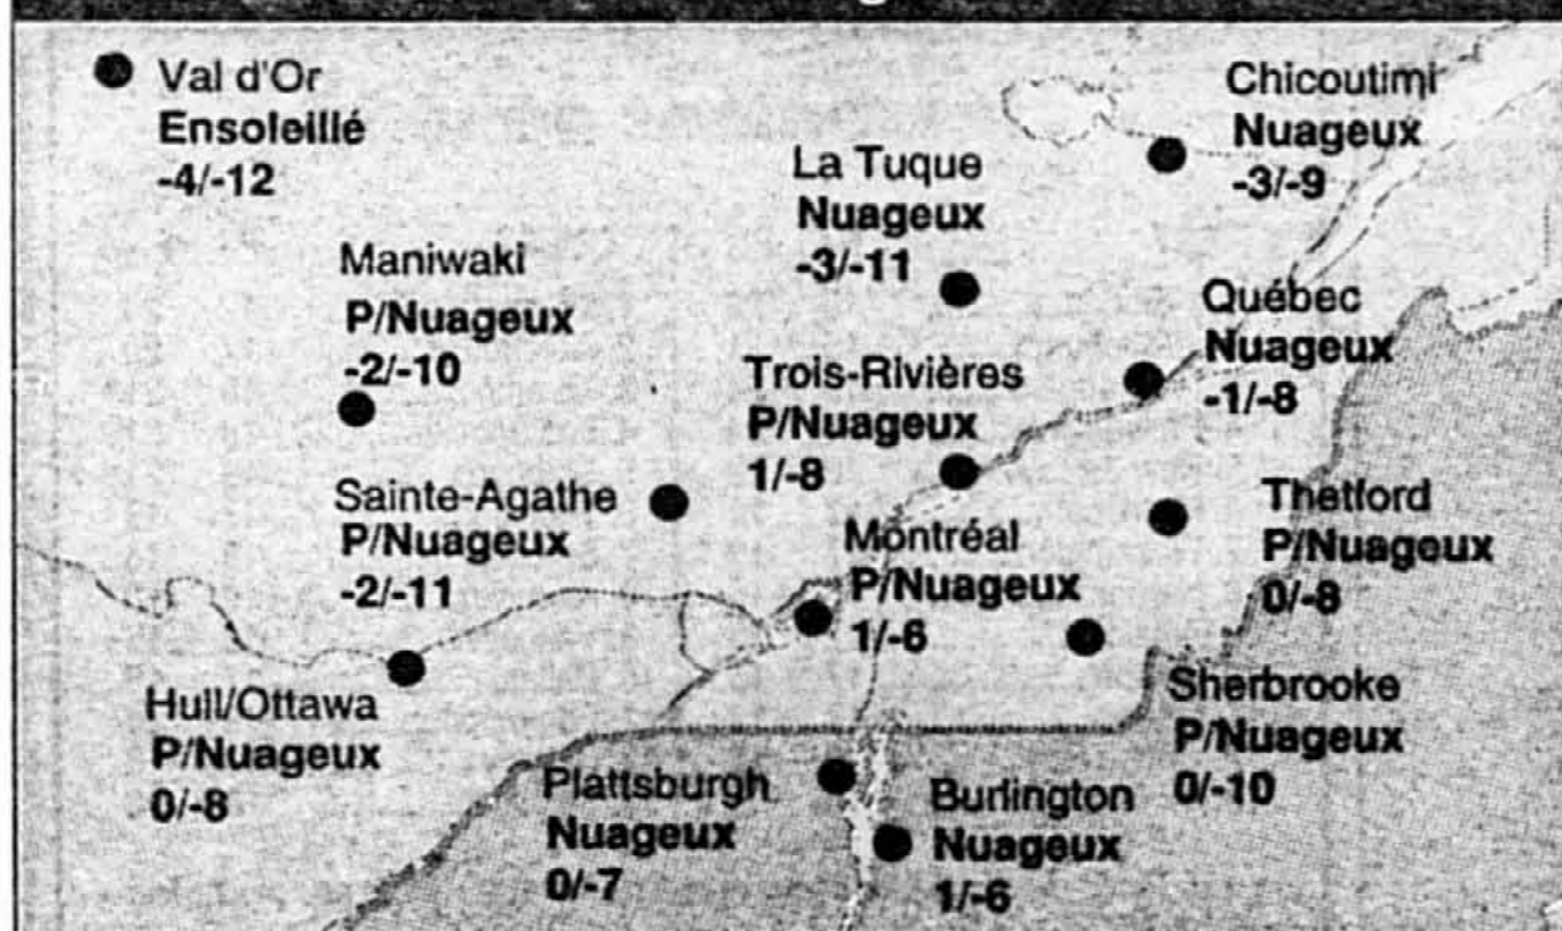 Val d'Or
Ensoleillé
-4/-12
Chicoutimi
Nuageux
-3/-9
La Tuque
Nuageux
-3/-11
Maniwaki
P/Nuageux
-2/-10
Québec
Nuageux
-1/-8
Trois-Rivières
P/Nuageux
1/-8
Sainte-Agathe
P/Nuageux
-2/-11
Thetford
P/Nuageux
0/-8
Montréal
P/Nuageux
1/-6
Hull/Ottawa
P/Nuageux
0/-8
Sherbrooke
P/Nuageux
0/-10
Plattsburgh
Nuageux
0/-7
Burlington
Nuageux
1/-6